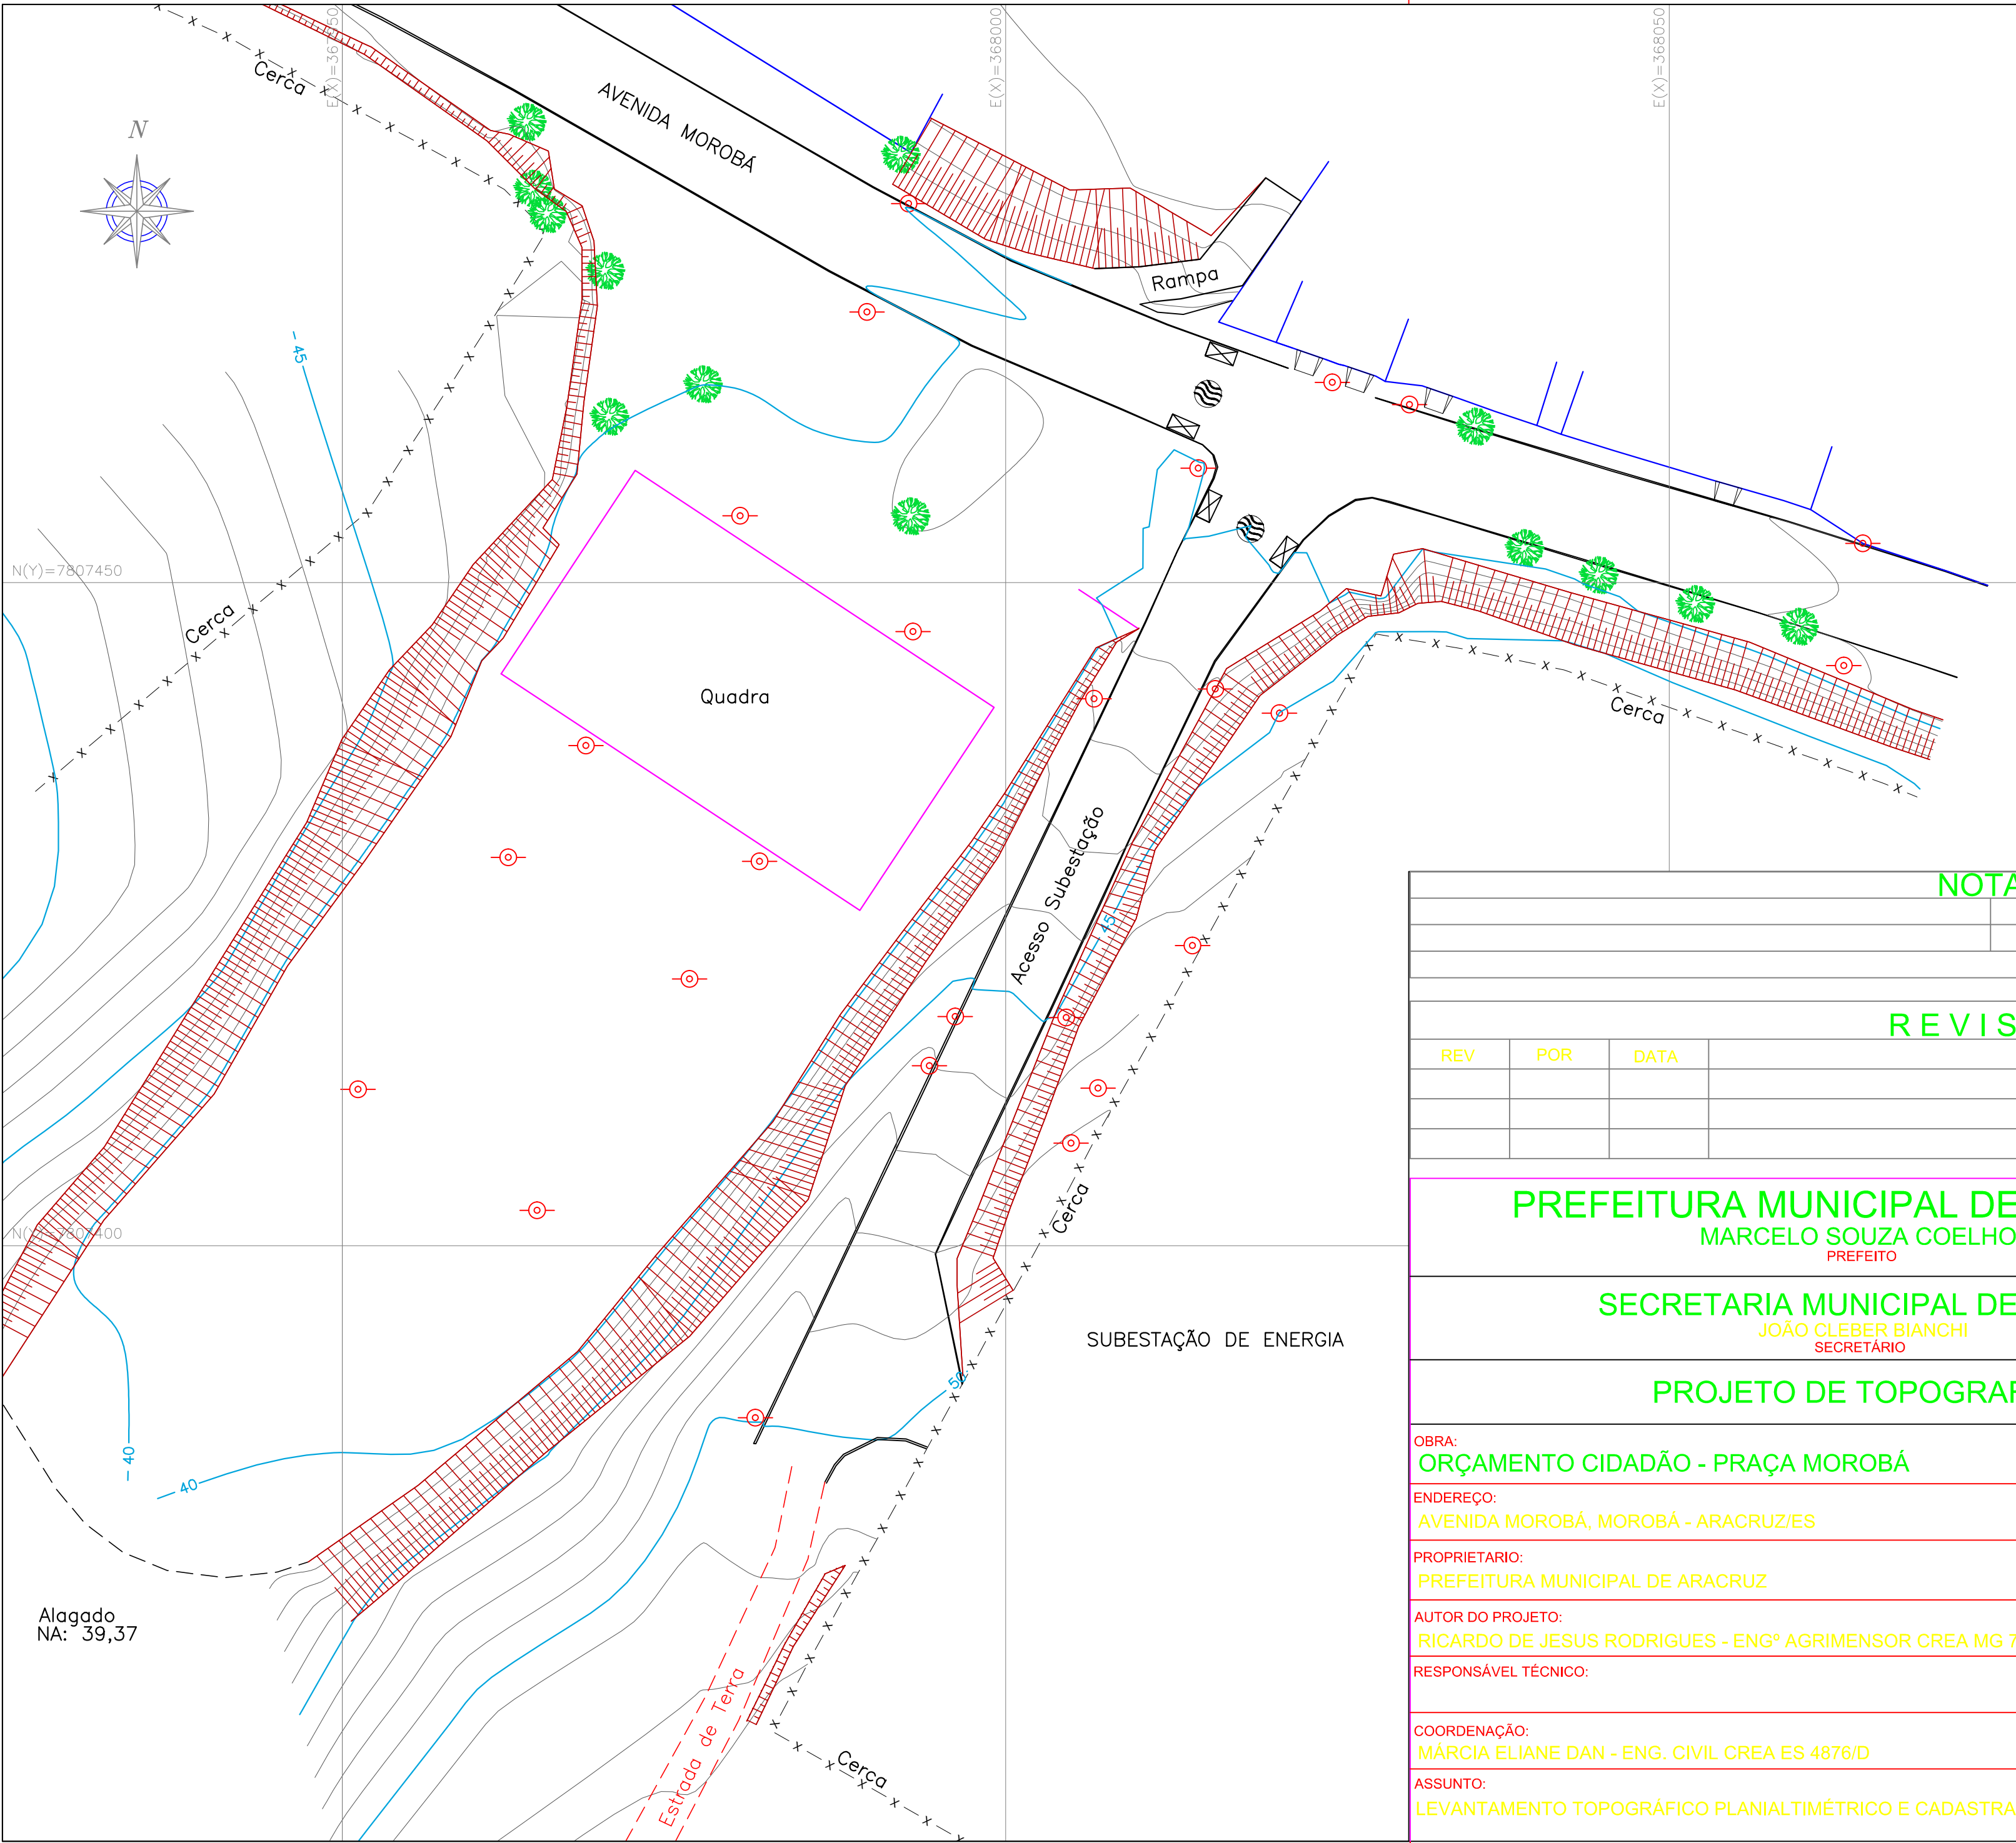 E(X)=368000
E(X)=368050
Cerca
AVENIDA MOROBÁ
N
Rampa
45
N(Y)=7807450
Cerca
Quadra
Cerca
Acesso Subestação
45
N(Y)=7807400
Cerca
SUBESTAÇÃO DE ENERGIA
50
40
40
Alagado
NA: 39,37
Estrada de Terra
Cerca
NOTA
REVIS
REV POR DATA
PREFEITURA MUNICIPAL DE
MARCELO SOUZA COELHO
PREFEITO
SECRETARIA MUNICIPAL DE
JOÃO CLEBER BIANCHI
SECRETÁRIO
PROJETO DE TOPOGRAF
OBRA:
ORÇAMENTO CIDADÃO - PRAÇA MOROBÁ
ENDEREÇO:
AVENIDA MOROBÁ, MOROBÁ - ARACRUZ/ES
PROPRIETARIO:
PREFEITURA MUNICIPAL DE ARACRUZ
AUTOR DO PROJETO:
RICARDO DE JESUS RODRIGUES - ENGº AGRIMENSOR CREA MG 7
RESPONSÁVEL TÉCNICO:
COORDENAÇÃO:
MÁRCIA ELIANE DAN - ENG. CIVIL CREA ES 4876/D
ASSUNTO:
LEVANTAMENTO TOPOGRÁFICO PLANIALTIMÉTRICO E CADASTRA